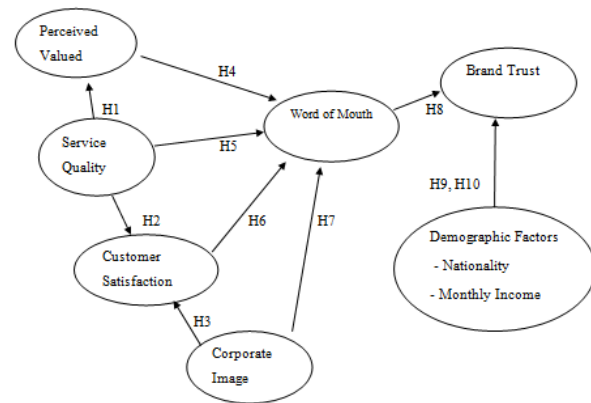 Perceived
Valued
H4
Brand Trust
Word of Mouth
H1
H8
Service
Quality
H5
H9, H10
H2
H6
H7
Customer
Satisfaction
Demographic Factors
- Nationality
- Monthly Income
H3
Corporate
Image